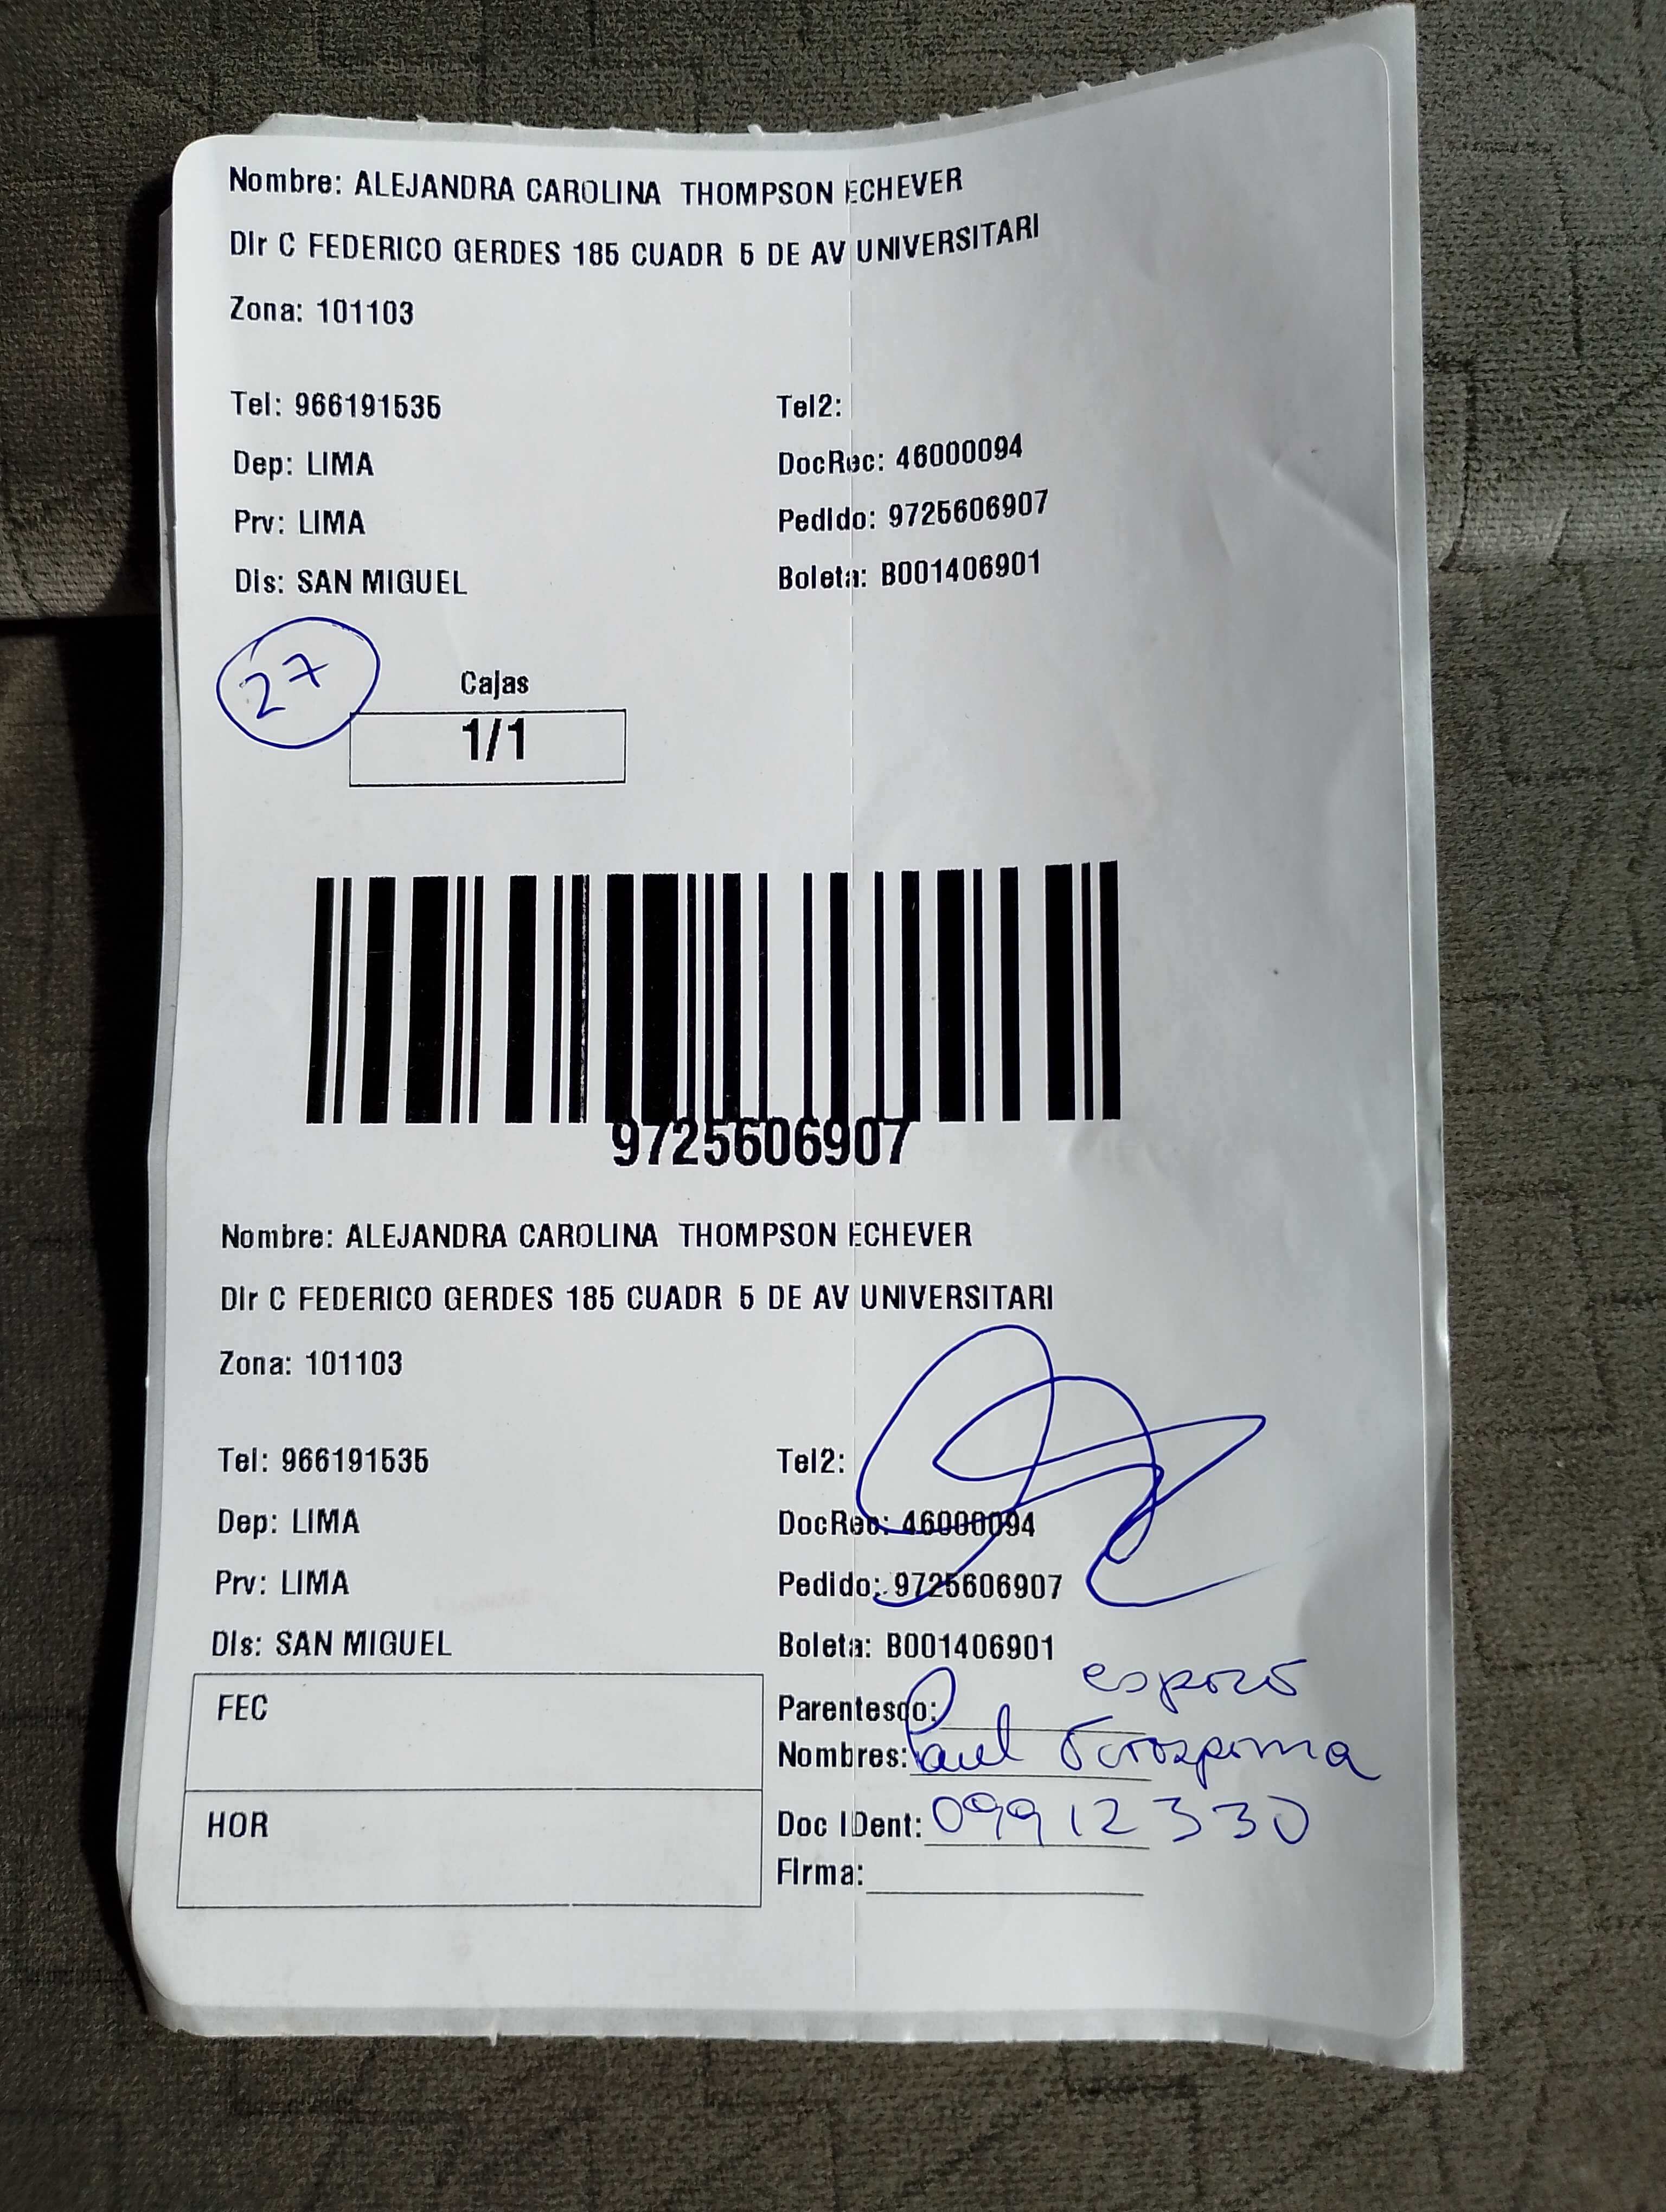 Nombre: ALEJANDRA CAROLINA THOMPSON ECHEVER
Dir C FEDERICO GERDES 185 CUADR 5 DE AV UNIVERSITARI
Zona: 101103
Tel: 966191535 Tel2:
Dep: LIMA DocRec: 46000094
Prv: LIMA Pedido: 9725606907
Dis: SAN MIGUEL Boleta: B001406901
27
Cajas
1/1
9725606907
Nombre: ALEJANDRA CAROLINA THOMPSON ECHEVER
Dir C FEDERICO GERDES 185 CUADR 5 DE AV UNIVERSITARI
Zona: 101103
Tel: 966191535 Tel2:
Dep: LIMA DocRec: 46000094
Prv: LIMA Pedido: 9725606907
Dis: SAN MIGUEL Boleta: B001406901
FEC Parentesco: esposo
Nombres: Paul
HOR Doc IDent: 09912330
Firma: